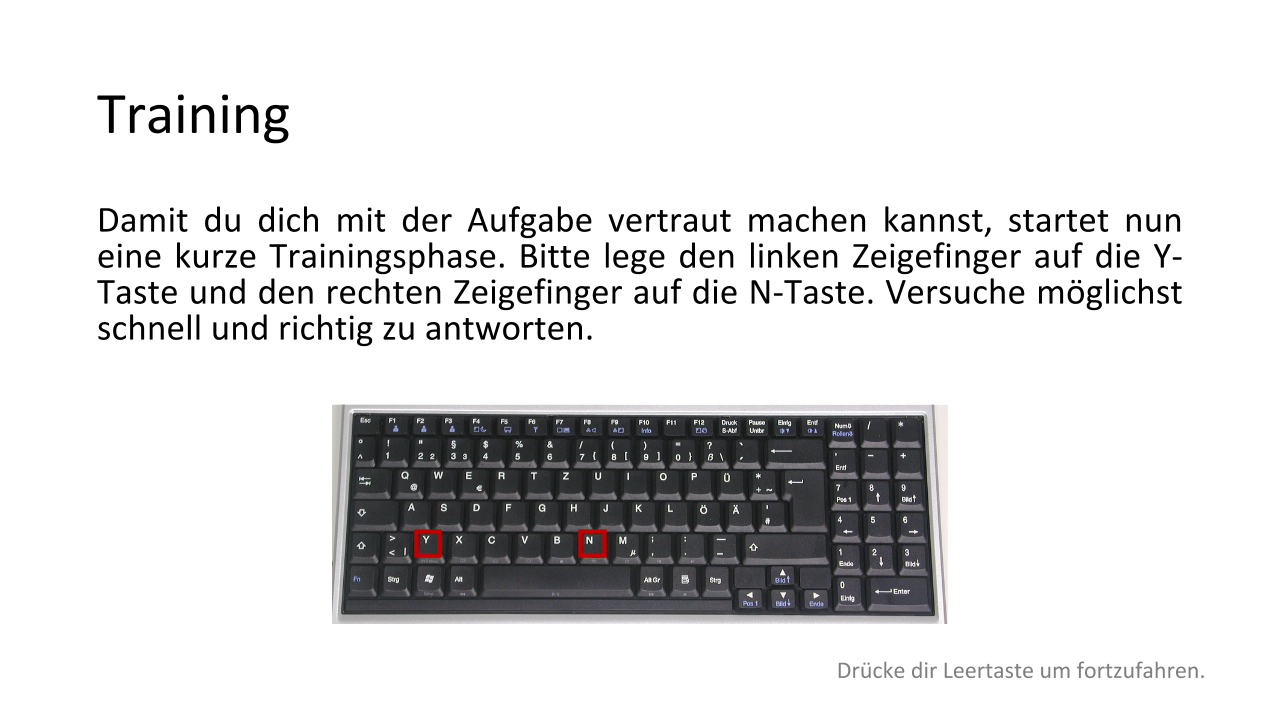 Training
Damit du dich mit der Aufgabe vertraut machen kannst, startet nun
eine kurze Trainingsphase. Bitte lege den linken Zeigefinger auf die Y-
Taste und den rechten Zeigefinger auf die N-Taste. Versuche möglichst
schnell und richtig zu antworten.
Esc F1 F2 F3 F4 F5 F6 F7 F8 F9 F10 F11 F12 Druck Pause Einfg Entf
Info S-Abf Untbr
° ! " § $ % & / ( ) = ? `
^ 1 2 2 3 3 4 5 6 7 { 8 [ 9 ] 0 } ß \ ´
Q W E R T Z U I O P Ü *
@ € + ~
A S D F G H J K L Ö Ä '
#
> Y X C V B N M ; : _
< | µ , . -
Fn Strg Alt Alt Gr Strg Bild
Pos 1 Bild Ende
/ *
Entf - +
7 8 9
Pos 1 Bild
4 5 6
1 2 3
Ende Bild
0 Enter
Einfg
Drücke dir Leertaste um fortzufahren.